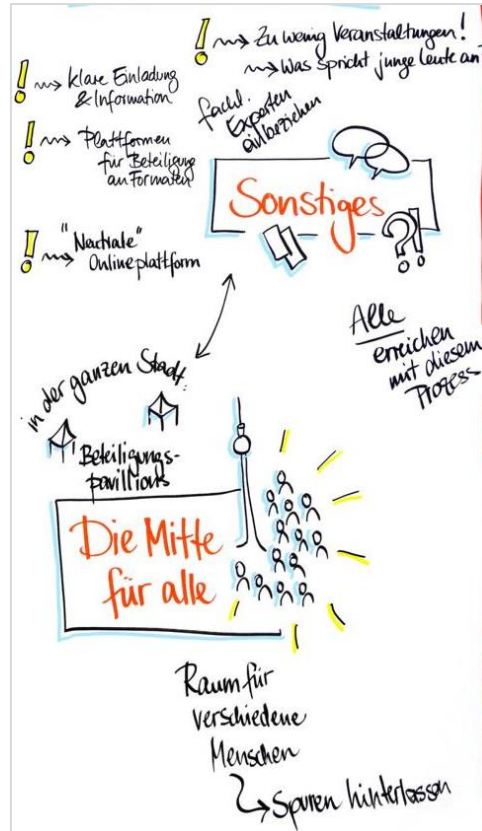 ! ⇝ Zu wenig Veranstaltungen!
⇝ Was spricht junge Leute an
! ⇝ klare Einladung
& Information
! ⇝ Plattformen
für Beteiligung
an Formaten
fachl.
Experten
einbeziehen
Sonstiges
?!
! ⇝
Onlineplattform
Alle
erreichen
mit diesem
Prozess
in der ganzen Stadt:
Beteiligungs-
pavillions
Die Mitte
für alle
Raum für
verschiedene
Menschen
↳ Spuren hinterlassen